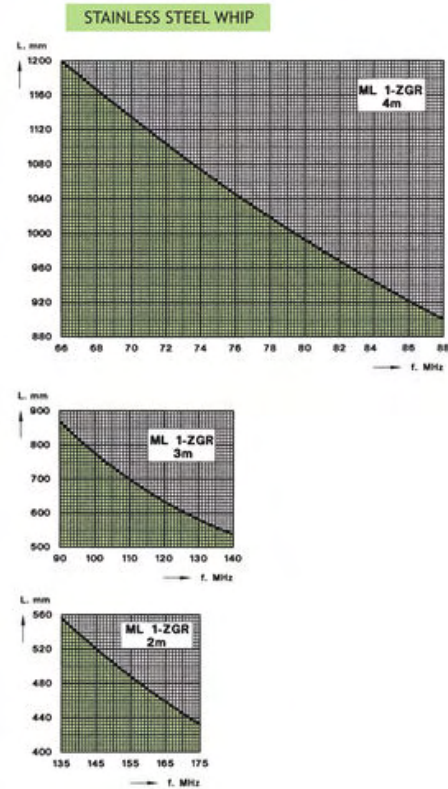 STAINLESS STEEL WHIP
L. mm
1200
1160
1120
1080
1040
1000
960
920
880
ML 1-ZGR
4m
66 68 70 72 74 76 78 80 82 84 86 88
f. MHz
L. mm
900
800
700
600
500
ML 1-ZGR
3m
90 100 110 120 130 140
f. MHz
L. mm
560
520
480
440
400
ML 1-ZGR
2m
135 145 155 165 175
f. MHz